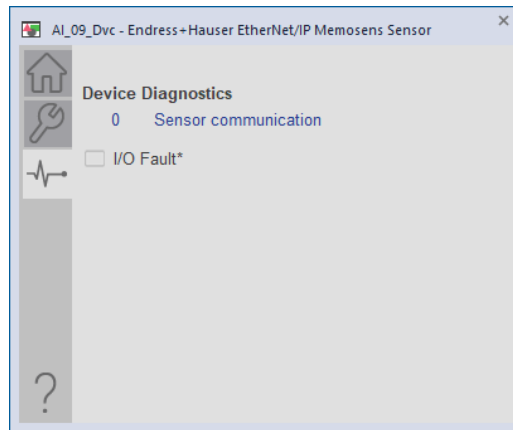 AI_09_Dvc - Endress+Hauser EtherNet/IP Memosens Sensor
Device Diagnostics
0 Sensor communication
I/O Fault*
?